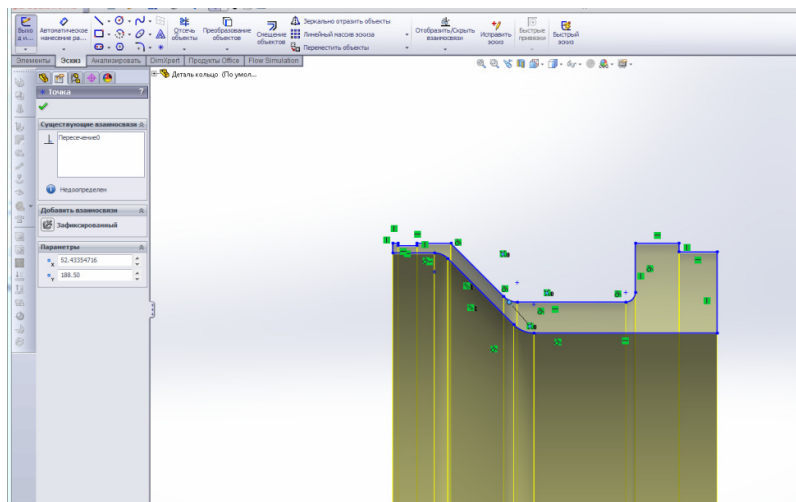 Выхо
д и...
Автоматическое
нанесение ра...
Отсечь
объекты
Преобразование
объектов
Смещение
объектов
Зеркально отразить объекты
Линейный массив эскиза
Переместить объекты
Отобразить/Скрыть
взаимосвязи
Исправить
эскиз
Быстрые
привязки
Быстрый
эскиз
Элементы
Эскиз
Анализировать
DimXpert
Продукты Office
Flow Simulation
Деталь кольцо (По умол...
Точка
?
Существующие взаимосвязи
Пересечение0
Недоопределен
Добавить взаимосвязи
Зафиксированный
Параметры
x
52.43354716
y
188.50